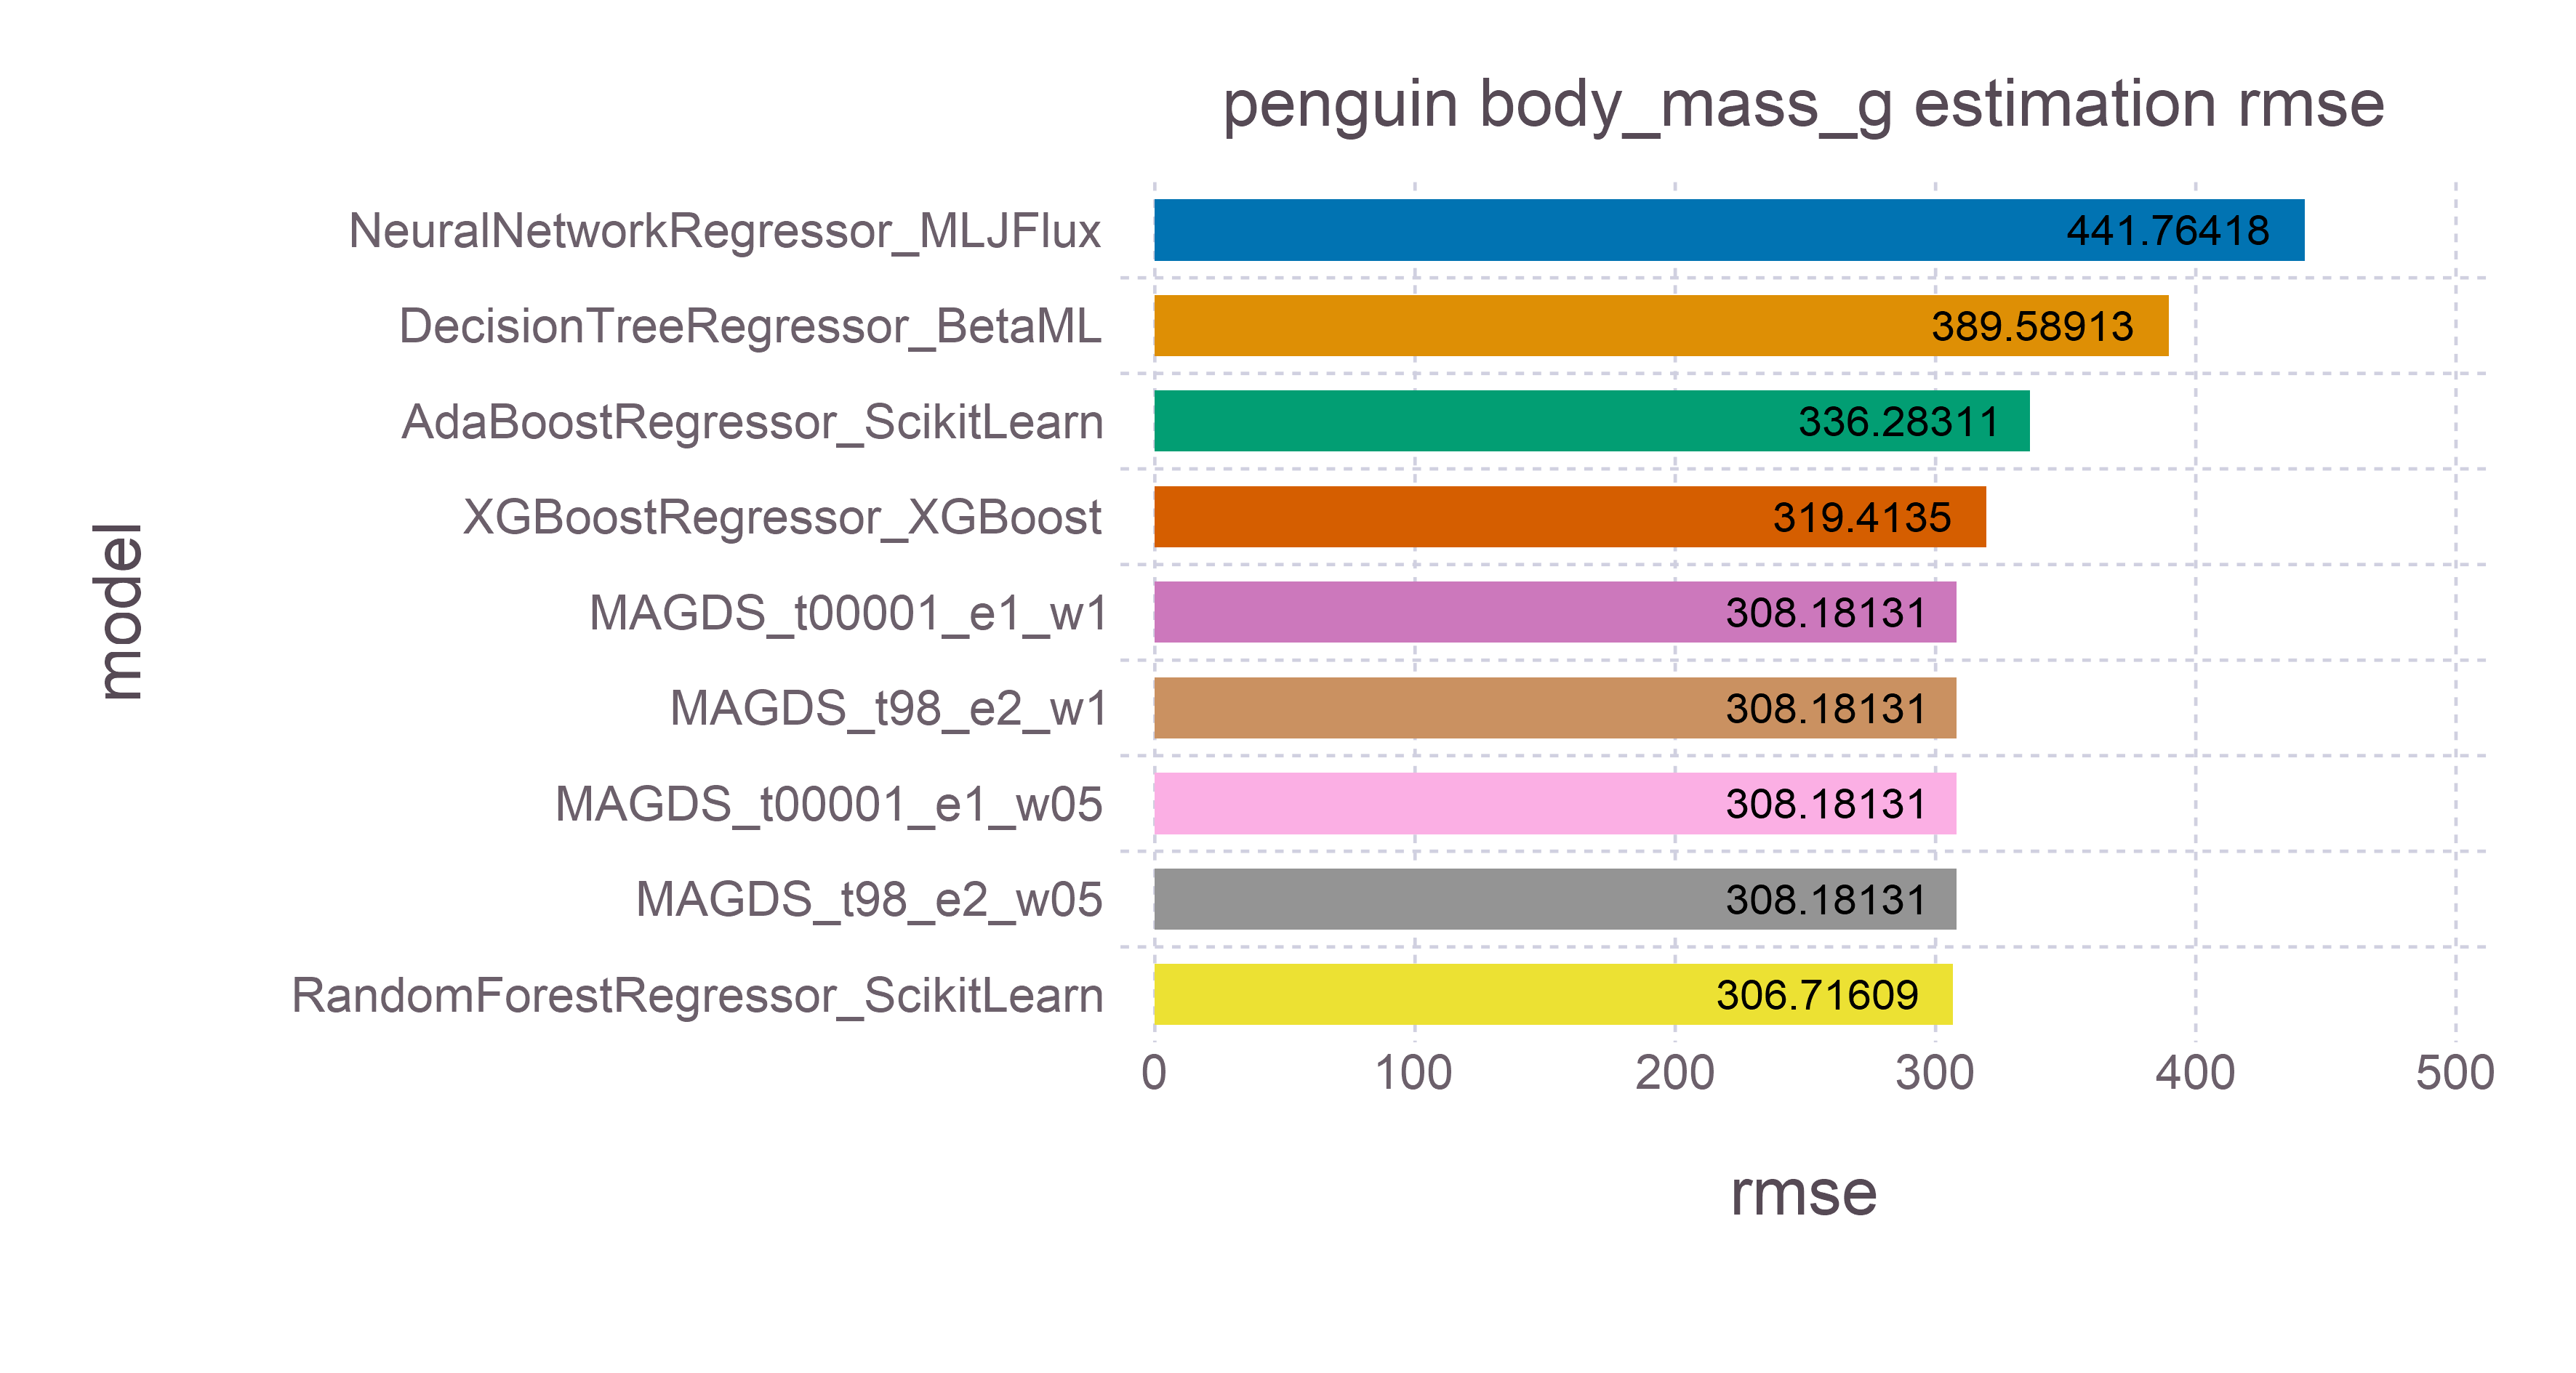 penguin body_mass_g estimation rmse
model
NeuralNetworkRegressor_MLJFlux 441.76418
DecisionTreeRegressor_BetaML 389.58913
AdaBoostRegressor_ScikitLearn 336.28311
XGBoostRegressor_XGBoost 319.4135
MAGDS_t00001_e1_w1 308.18131
MAGDS_t98_e2_w1 308.18131
MAGDS_t00001_e1_w05 308.18131
MAGDS_t98_e2_w05 308.18131
RandomForestRegressor_ScikitLearn 306.71609
0 100 200 300 400 500
rmse